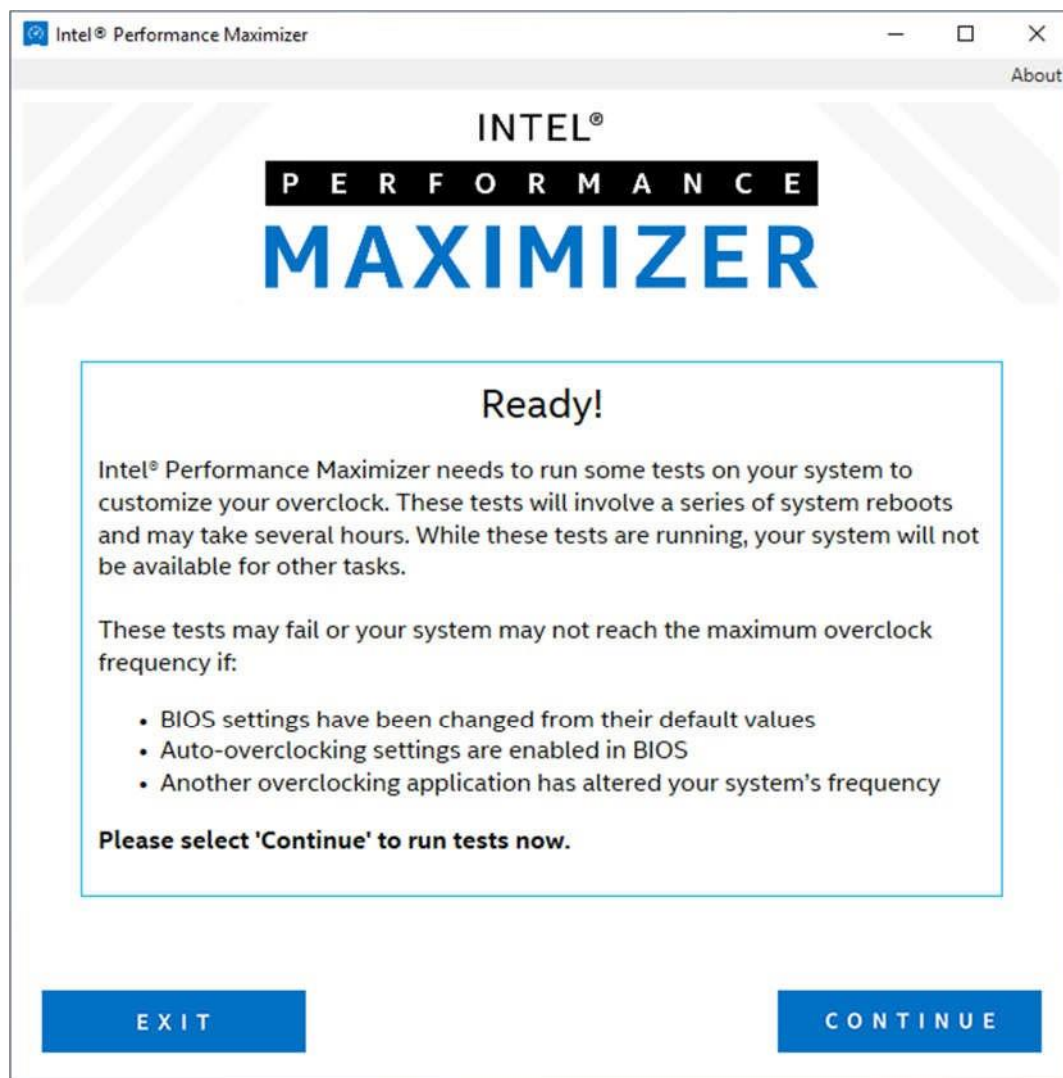 Intel® Performance Maximizer
About
INTEL®
PERFORMANCE
MAXIMIZER
Ready!
Intel® Performance Maximizer needs to run some tests on your system to
customize your overclock. These tests will involve a series of system reboots
and may take several hours. While these tests are running, your system will not
be available for other tasks.
These tests may fail or your system may not reach the maximum overclock
frequency if:
• BIOS settings have been changed from their default values
• Auto-overclocking settings are enabled in BIOS
• Another overclocking application has altered your system's frequency
Please select 'Continue' to run tests now.
EXIT
CONTINUE